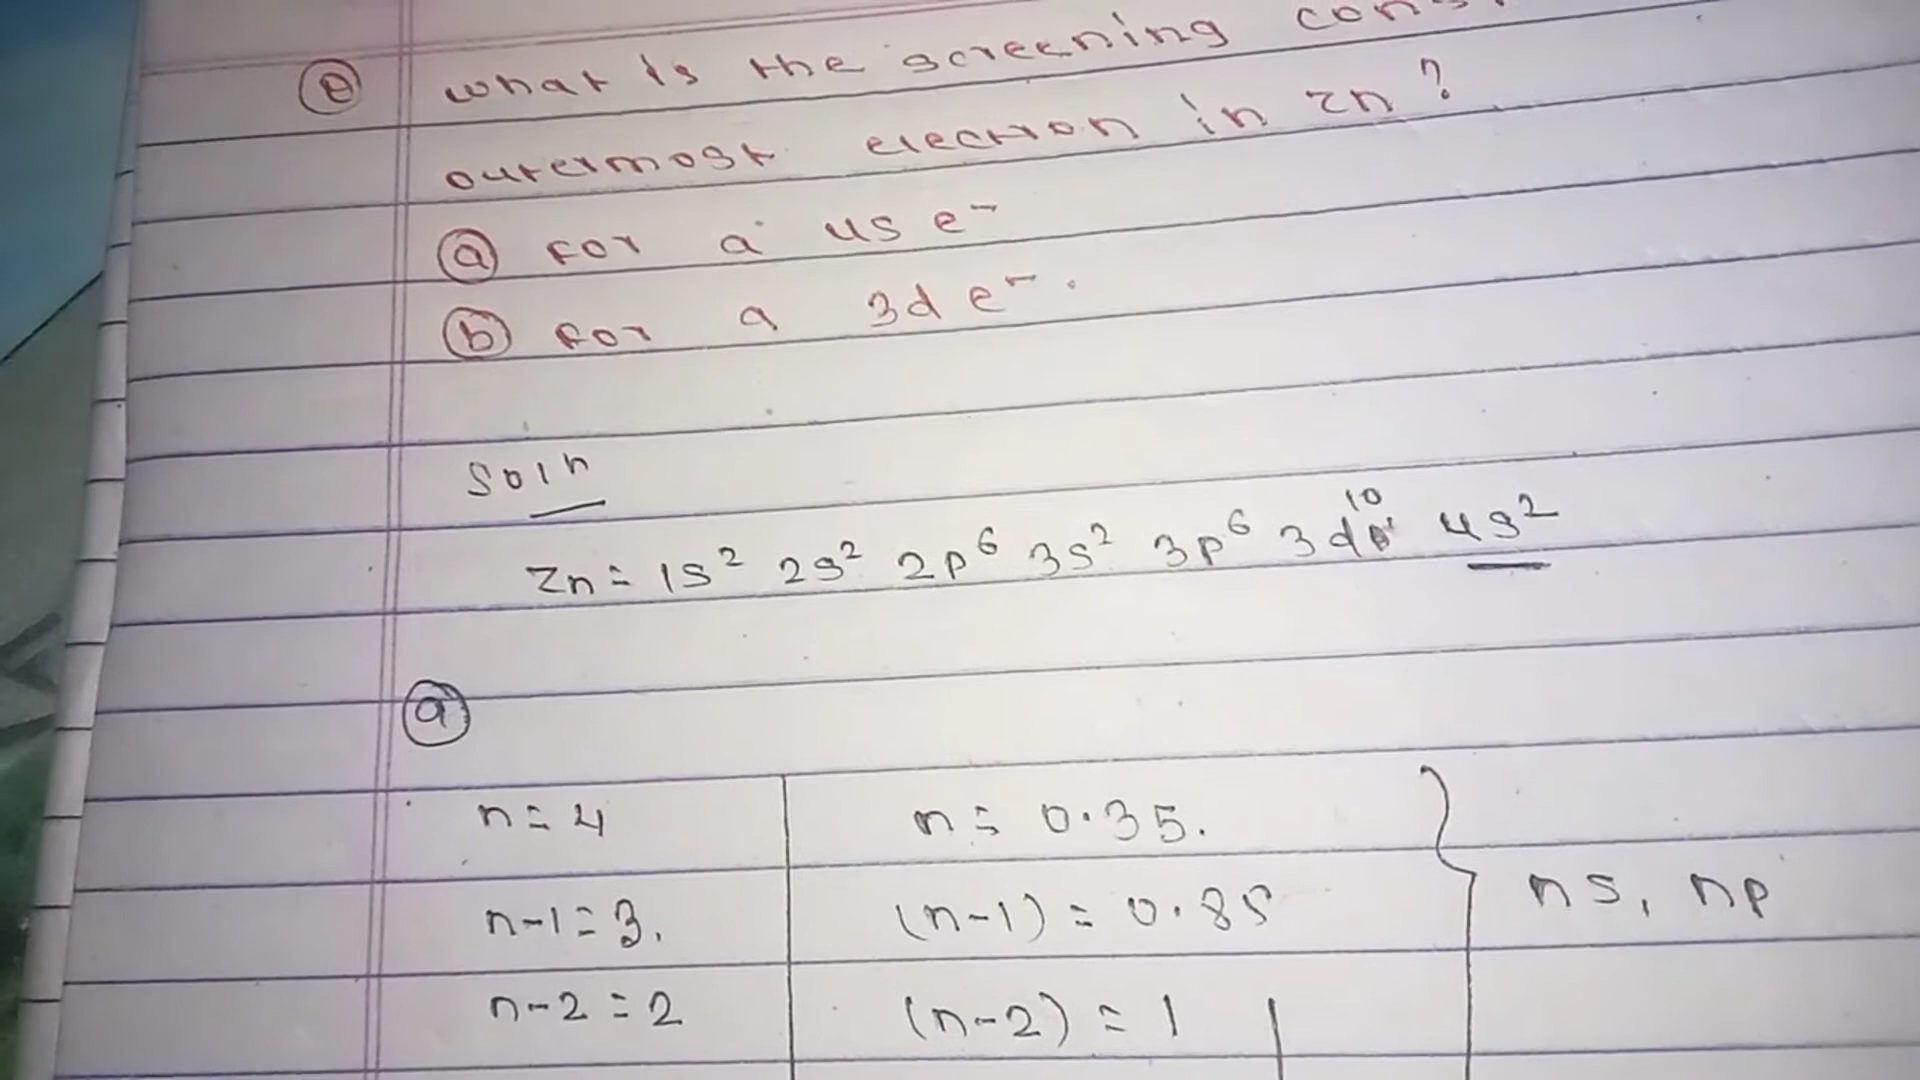 Ⓠ What is the screening
outermost electron in zn?
ⓐ for a 4s e⁻
ⓑ for a 3d e⁻.
Soln
Zn = 1s² 2s² 2p⁶ 3s² 3p⁶ 3d¹⁰ 4s²
ⓐ
n = 4 n = 0.35.
n-1 = 3. (n-1) = 0.85 } ns, np
n-2 = 2 (n-2) = 1